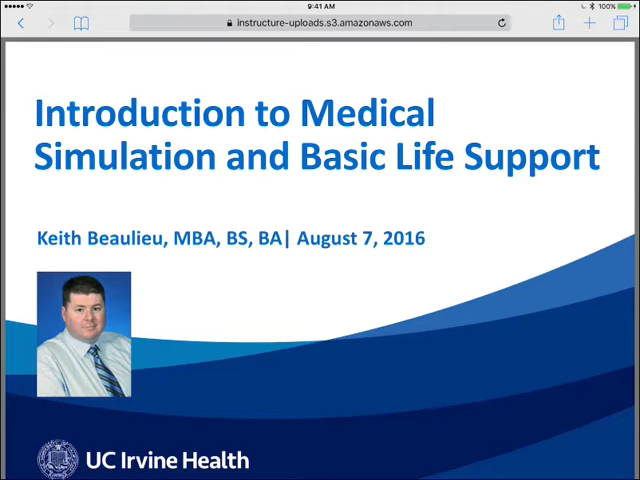 9:41 AM
100%
instructure-uploads.s3.amazonaws.com
Introduction to Medical
Simulation and Basic Life Support
Keith Beaulieu, MBA, BS, BA| August 7, 2016
UC Irvine Health